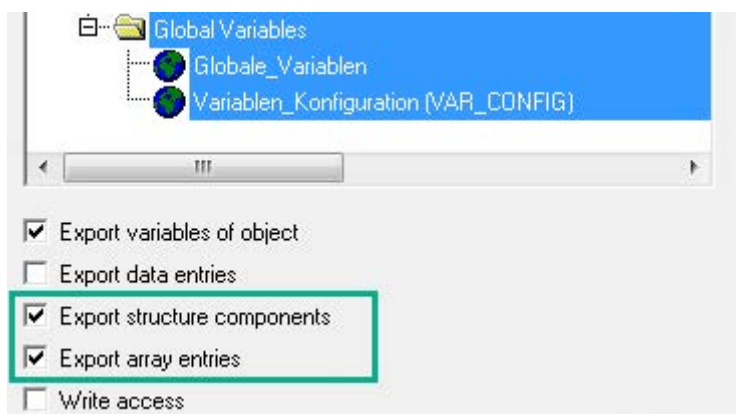 Global Variables
Globale_Variablen
Variablen_Konfiguration (VAR_CONFIG)
Export variables of object
Export data entries
Export structure components
Export array entries
Write access